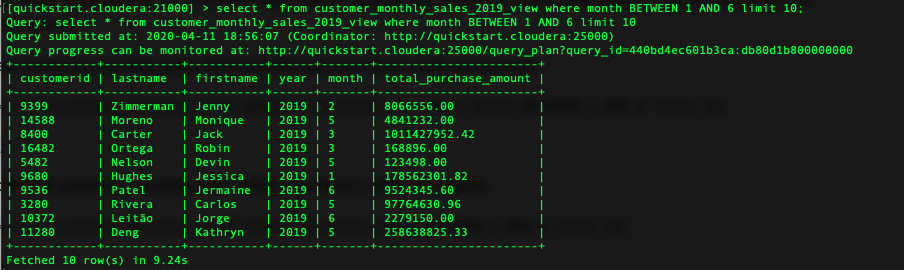 [quickstart.cloudera:21000] > select * from customer_monthly_sales_2019_view where month BETWEEN 1 AND 6 limit 10;
Query: select * from customer_monthly_sales_2019_view where month BETWEEN 1 AND 6 limit 10
Query submitted at: 2020-04-11 18:56:07 (Coordinator: http://quickstart.cloudera:25000)
Query progress can be monitored at: http://quickstart.cloudera:25000/query_plan?query_id=440bd4ec601b3ca:db80d1b800000000
+------------+-----------+-----------+------+-------+-----------------------+
| customerid | lastname  | firstname | year | month | total_purchase_amount |
+------------+-----------+-----------+------+-------+-----------------------+
| 9399       | Zimmerman | Jenny     | 2019 | 2     | 8066556.00            |
| 14588      | Moreno    | Monique   | 2019 | 5     | 4841232.00            |
| 8400       | Carter    | Jack      | 2019 | 3     | 1011427952.42         |
| 16482      | Ortega    | Robin     | 2019 | 3     | 168896.00             |
| 5482       | Nelson    | Devin     | 2019 | 5     | 123498.00             |
| 9680       | Hughes    | Jessica   | 2019 | 1     | 178562301.82          |
| 9536       | Patel     | Jermaine  | 2019 | 6     | 9524345.60            |
| 3280       | Rivera    | Carlos    | 2019 | 5     | 97764630.96           |
| 10372      | Leitão    | Jorge     | 2019 | 6     | 2279150.00            |
| 11280      | Deng      | Kathryn   | 2019 | 5     | 258638825.33          |
+------------+-----------+-----------+------+-------+-----------------------+
Fetched 10 row(s) in 9.24s